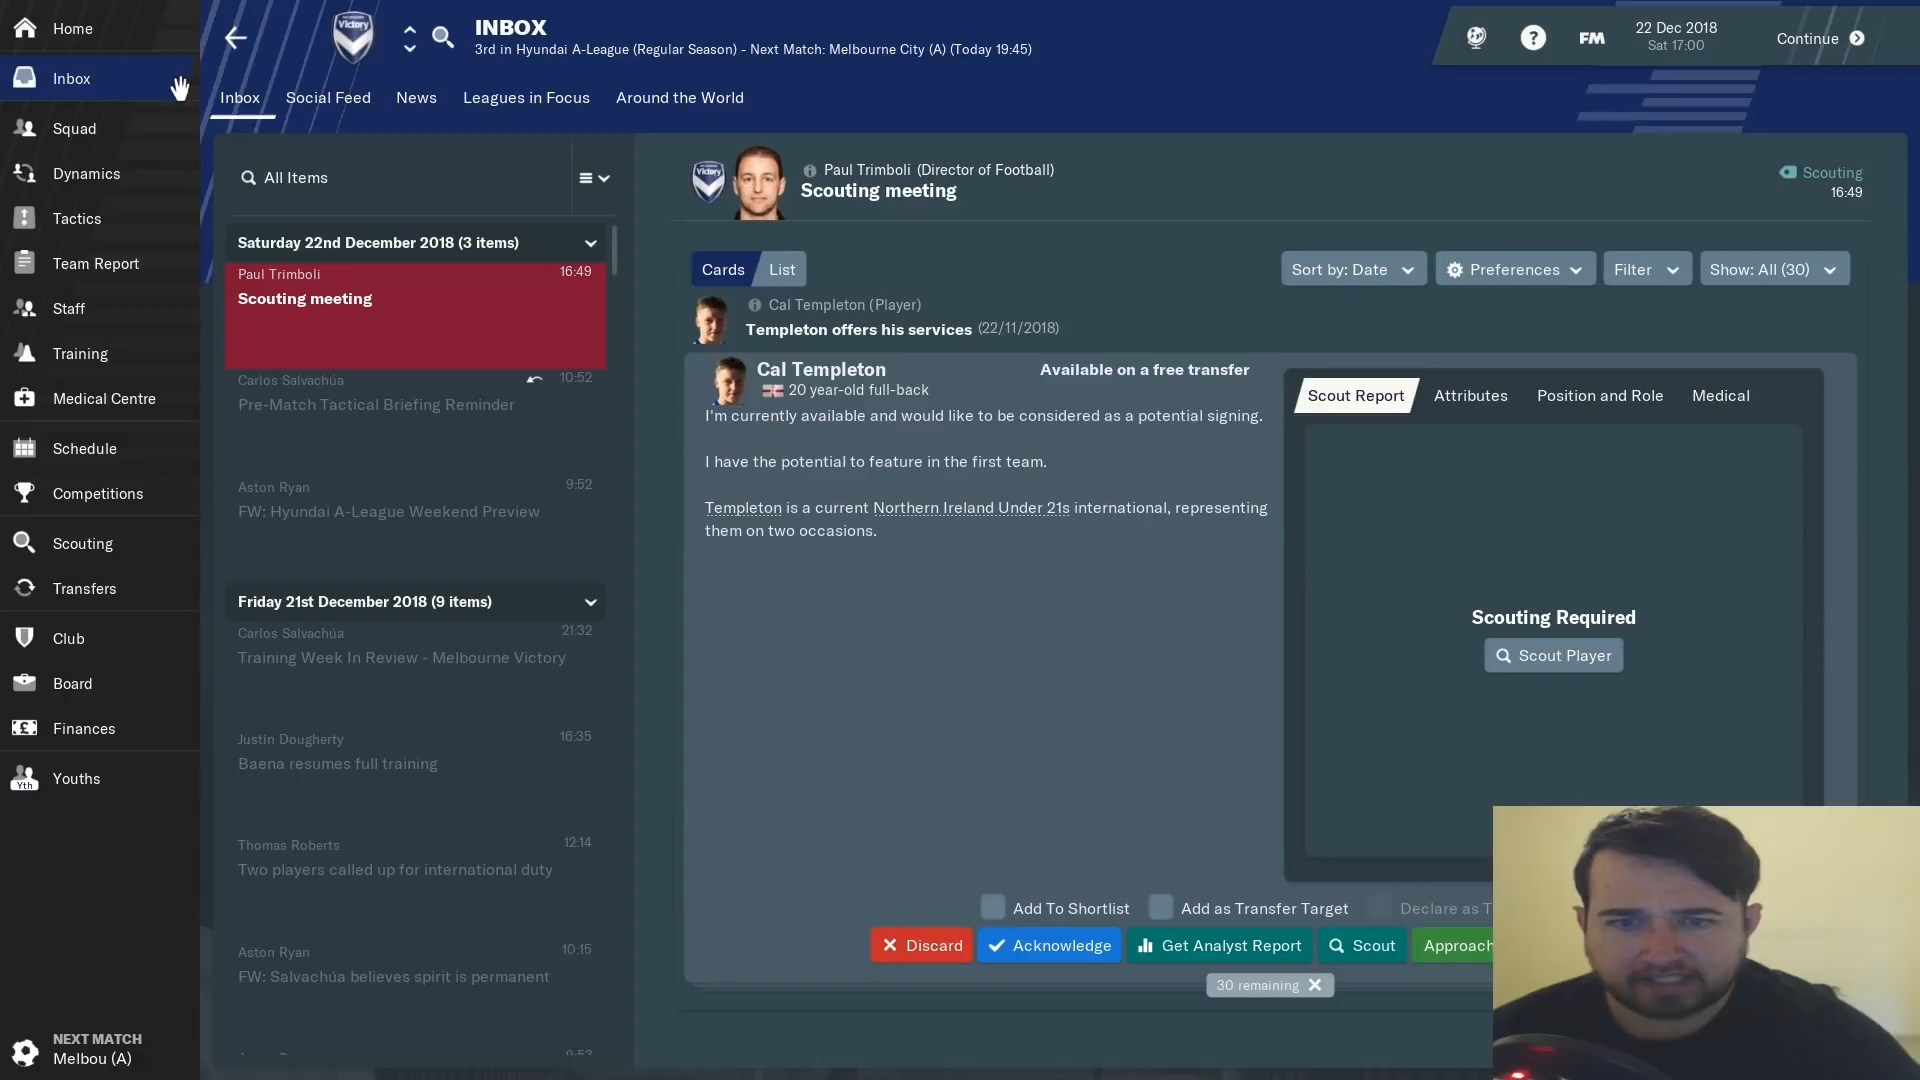 Home
Inbox
Squad
Dynamics
Tactics
Team Report
Staff
Training
Medical Centre
Schedule
Competitions
Scouting
Transfers
Club
Board
Finances
Yth
Youths
NEXT MATCH
Melbou (A)
Victory
INBOX
3rd in Hyundai A-League (Regular Season) - Next Match: Melbourne City (A) (Today 19:45)
FM
22 Dec 2018
Sat 17:00
Continue
Inbox
Social Feed
News
Leagues in Focus
Around the World
All Items
Saturday 22nd December 2018 (3 items)
Paul Trimboli 16:49
Scouting meeting
Carlos Salvachúa 10:52
Pre-Match Tactical Briefing Reminder
Aston Ryan 9:52
FW: Hyundai A-League Weekend Preview
Friday 21st December 2018 (9 items)
Carlos Salvachúa 21:32
Training Week In Review - Melbourne Victory
Justin Dougherty 16:35
Baena resumes full training
Thomas Roberts 12:14
Two players called up for international duty
Aston Ryan 10:15
FW: Salvachúa believes spirit is permanent
Victory
Paul Trimboli (Director of Football)
Scouting meeting
Scouting
16:49
Cards List
Sort by: Date
Preferences
Filter
Show: All (30)
Cal Templeton (Player)
Templeton offers his services (22/11/2018)
Cal Templeton
20 year-old full-back
Available on a free transfer
I'm currently available and would like to be considered as a potential signing.
I have the potential to feature in the first team.
Templeton is a current Northern Ireland Under 21s international, representing
them on two occasions.
Scout Report
Attributes
Position and Role
Medical
Scouting Required
Scout Player
Add To Shortlist
Add as Transfer Target
Declare as T
Discard
Acknowledge
Get Analyst Report
Scout
Approach
30 remaining